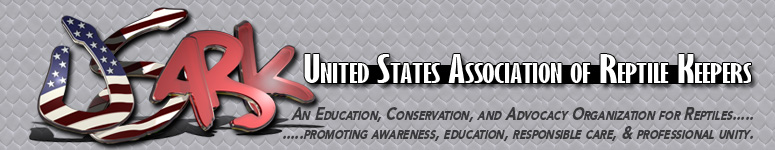 USARK
UNITED STATES ASSOCIATION OF REPTILE KEEPERS
AN EDUCATION, CONSERVATION, AND ADVOCACY ORGANIZATION FOR REPTILES.....
.....PROMOTING AWARENESS, EDUCATION, RESPONSIBLE CARE, & PROFESSIONAL UNITY.